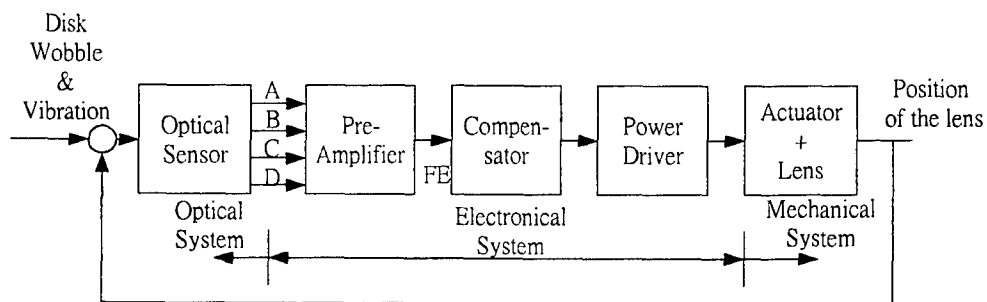 Disk
Wobble
&
Vibration
Optical
Sensor
A
B
C
D
Pre-
Amplifier
FE
Compen-
sator
Power
Driver
Actuator
+
Lens
Position
of the lens
Optical
System
Electronical
System
Mechanical
System